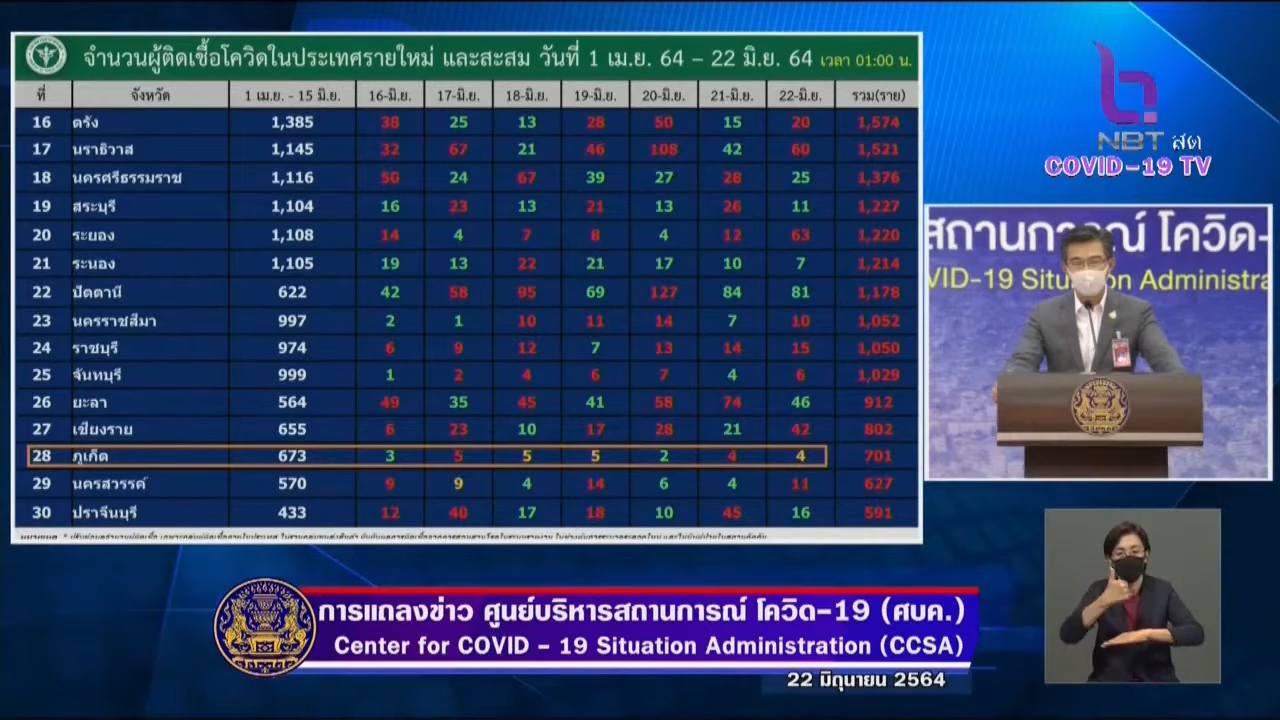 จำนวนผู้ติดเชื้อโควิดในประเทศรายใหม่ และสะสม วันที่ 1 เม.ย. 64 – 22 มิ.ย. 64 เวลา 01:00 น.
ที่ จังหวัด 1 เม.ย. - 15 มิ.ย. 16-มิ.ย. 17-มิ.ย. 18-มิ.ย. 19-มิ.ย. 20-มิ.ย. 21-มิ.ย. 22-มิ.ย. รวม(ราย)
16 ตรัง 1,385 38 25 13 28 50 15 20 1,574
17 นราธิวาส 1,145 32 67 21 46 108 42 60 1,521
18 นครศรีธรรมราช 1,116 50 24 67 39 27 28 25 1,376
19 สระบุรี 1,104 16 23 13 21 13 26 11 1,227
20 ระยอง 1,108 14 4 7 8 4 12 63 1,220
21 ระนอง 1,105 19 13 22 21 17 10 7 1,214
22 ปัตตานี 622 42 58 95 69 127 84 81 1,178
23 นครราชสีมา 997 2 1 10 11 14 7 10 1,052
24 ราชบุรี 974 6 9 12 7 13 14 15 1,050
25 จันทบุรี 999 1 2 4 6 7 4 6 1,029
26 ยะลา 564 49 35 45 41 58 74 46 912
27 เชียงราย 655 6 23 10 17 28 21 42 802
28 ภูเก็ต 673 3 5 5 5 2 4 4 701
29 นครสวรรค์ 570 9 9 4 14 6 4 11 627
30 ปราจีนบุรี 433 12 40 17 18 10 45 16 591
NBT สด
COVID-19 TV
สถานการณ์ โควิด-
VID-19 Situation Administra
การแถลงข่าว ศูนย์บริหารสถานการณ์ โควิด-19 (ศบค.)
Center for COVID - 19 Situation Administration (CCSA)
22 มิถุนายน 2564